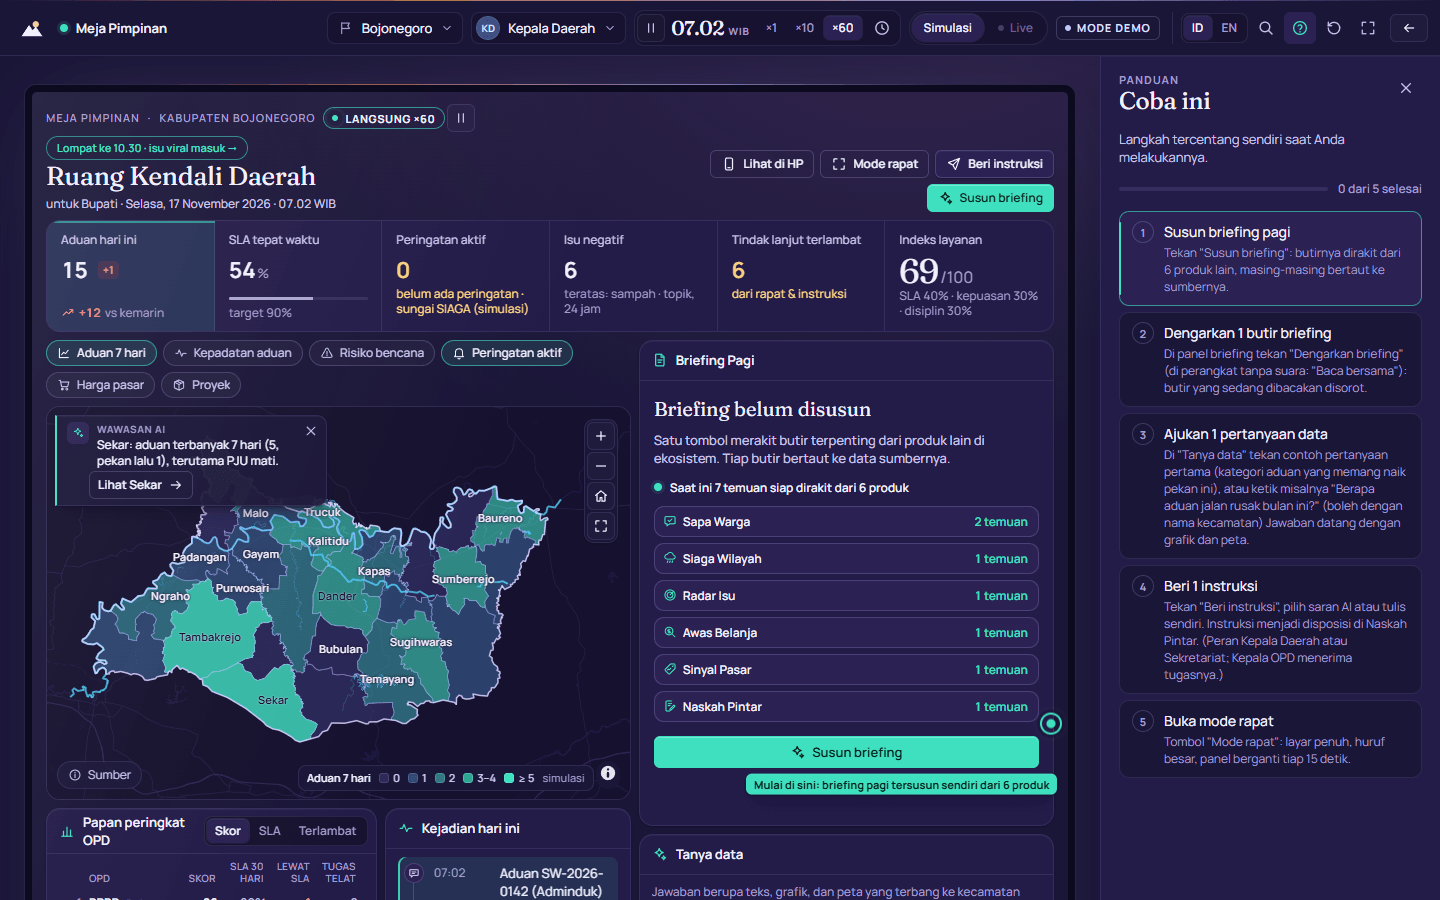 Meja Pimpinan
Bojonegoro
KD Kepala Daerah
07.02 WIB
×1 ×10 ×60
Simulasi
Live
MODE DEMO
ID EN
MEJA PIMPINAN · KABUPATEN BOJONEGORO
LANGSUNG ×60
Lompat ke 10.30 · isu viral masuk →
Ruang Kendali Daerah
untuk Bupati · Selasa, 17 November 2026 · 07.02 WIB
Lihat di HP
Mode rapat
Beri instruksi
Susun briefing
Aduan hari ini
15 +1
+12 vs kemarin
SLA tepat waktu
54%
target 90%
Peringatan aktif
0
belum ada peringatan ·
sungai SIAGA (simulasi)
Isu negatif
6
teratas: sampah · topik,
24 jam
Tindak lanjut terlambat
6
dari rapat & instruksi
Indeks layanan
69/100
SLA 40% · kepuasan 30%
· disiplin 30%
Aduan 7 hari
Kepadatan aduan
Risiko bencana
Peringatan aktif
Harga pasar
Proyek
WAWASAN AI
Sekar: aduan terbanyak 7 hari (5,
pekan lalu 1), terutama PJU mati.
Lihat Sekar →
Malo
Trucuk
Baureno
Kalitidu
Padangan
Gayam
Kapas
Sumberrejo
Purwosari
Ngraho
Dander
Tambakrejo
Bubulan
Sugihwaras
Temayang
Sekar
Sumber
Aduan 7 hari 0 1 2 3–4 ≥ 5 simulasi
Papan peringkat
OPD
Skor SLA Terlambat
OPD SKOR SLA 30
HARI LEWAT
SLA TUGAS
TELAT
Kejadian hari ini
07:02
Aduan SW-2026-
0142 (Adminduk)
Briefing Pagi
Briefing belum disusun
Satu tombol merakit butir terpenting dari produk lain di
ekosistem. Tiap butir bertaut ke data sumbernya.
Saat ini 7 temuan siap dirakit dari 6 produk
Sapa Warga 2 temuan
Siaga Wilayah 1 temuan
Radar Isu 1 temuan
Awas Belanja 1 temuan
Sinyal Pasar 1 temuan
Naskah Pintar 1 temuan
Susun briefing
Mulai di sini: briefing pagi tersusun sendiri dari 6 produk
Tanya data
Jawaban berupa teks, grafik, dan peta yang terbang ke kecamatan
PANDUAN
Coba ini
Langkah tercentang sendiri saat Anda
melakukannya.
0 dari 5 selesai
1 Susun briefing pagi
Tekan "Susun briefing": butirnya dirakit dari
6 produk lain, masing-masing bertaut ke
sumbernya.
2 Dengarkan 1 butir briefing
Di panel briefing tekan "Dengarkan briefing"
(di perangkat tanpa suara: "Baca bersama"):
butir yang sedang dibacakan disorot.
3 Ajukan 1 pertanyaan data
Di "Tanya data" tekan contoh pertanyaan
pertama (kategori aduan yang memang naik
pekan ini), atau ketik misalnya "Berapa
aduan jalan rusak bulan ini?" (boleh dengan
nama kecamatan) Jawaban datang dengan
grafik dan peta.
4 Beri 1 instruksi
Tekan "Beri instruksi", pilih saran AI atau tulis
sendiri. Instruksi menjadi disposisi di Naskah
Pintar. (Peran Kepala Daerah atau
Sekretariat; Kepala OPD menerima
tugasnya.)
5 Buka mode rapat
Tombol "Mode rapat": layar penuh, huruf
besar, panel berganti tiap 15 detik.